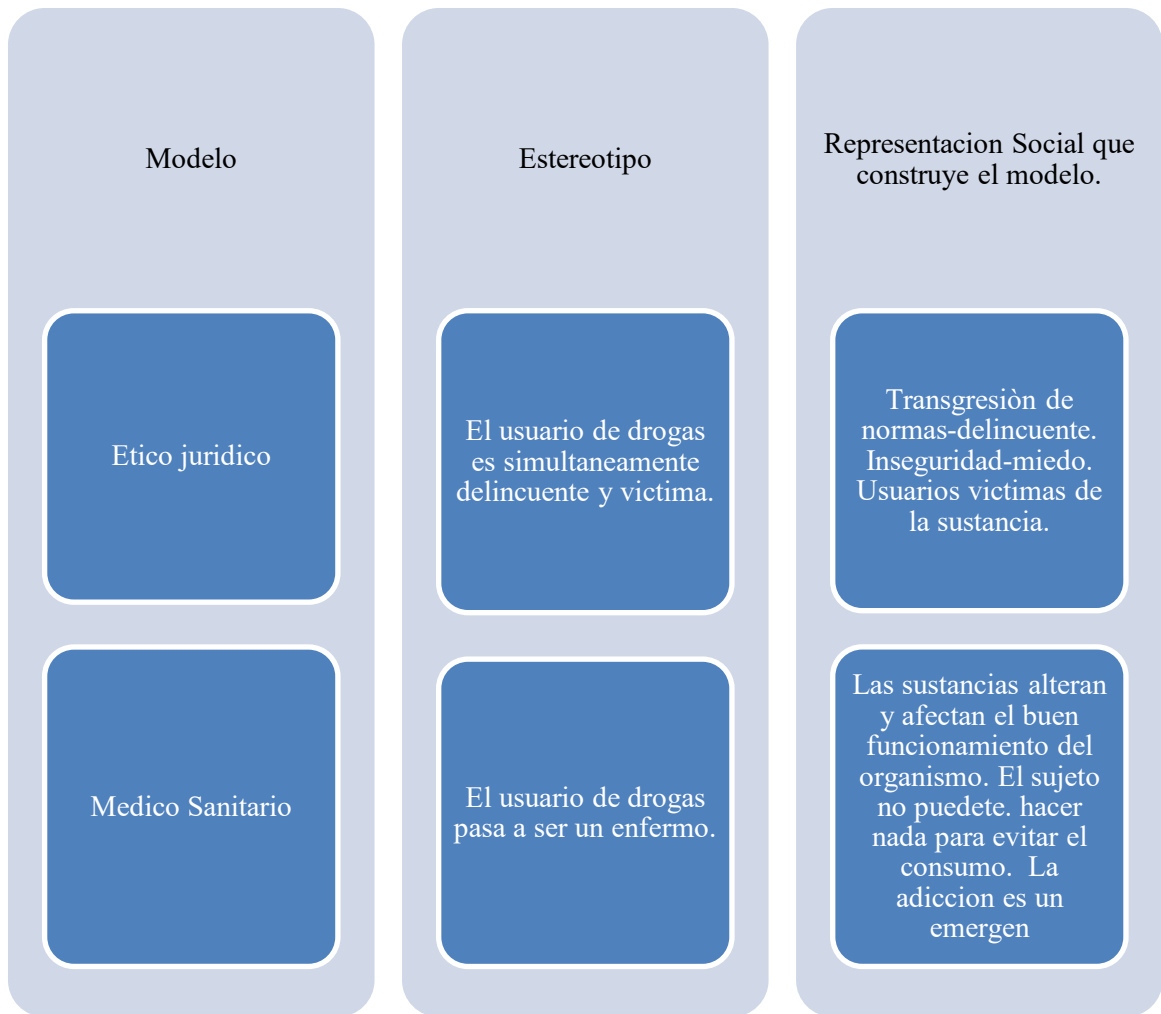 Modelo
Estereotipo
Representacion Social que
construye el modelo.
Etico juridico
El usuario de drogas
es simultaneamente
delincuente y victima.
Transgresiòn de
normas-delincuente.
Inseguridad-miedo.
Usuarios victimas de
la sustancia.
Medico Sanitario
El usuario de drogas
pasa a ser un enfermo.
Las sustancias alteran
y afectan el buen
funcionamiento del
organismo. El sujeto
no puedete. hacer
nada para evitar el
consumo.  La
adiccion es un
emergen